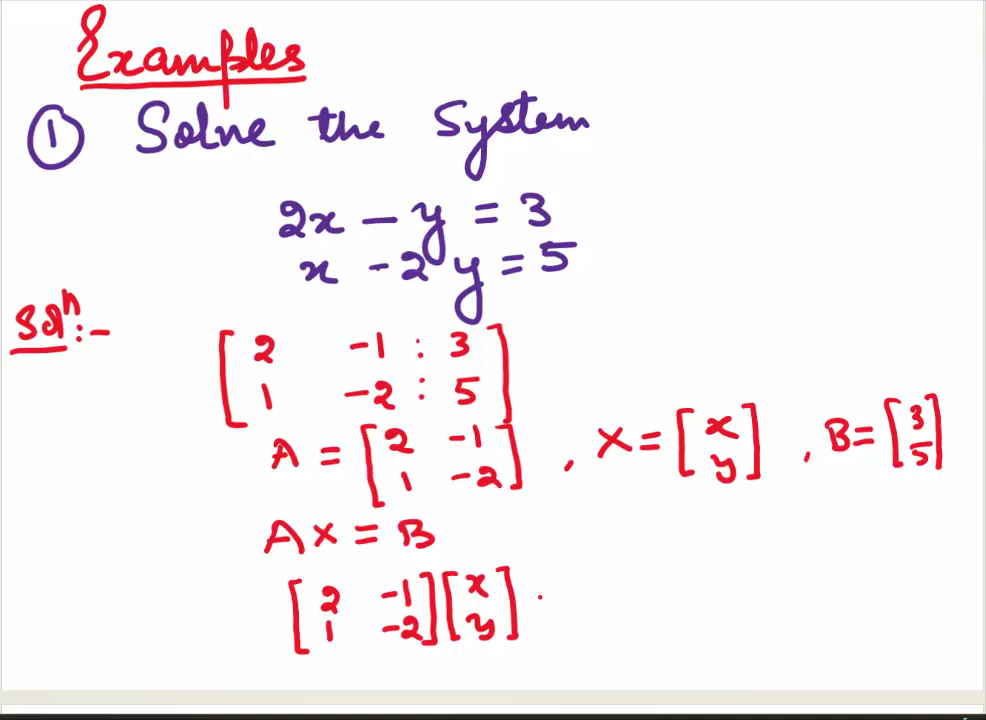 Examples
① Solve the System
2x - y = 3
x - 2y = 5
Solⁿ:-
[ 2 -1 : 3
1 -2 : 5 ]
A = [ 2 -1
1 -2 ] , X = [ x
y ] , B = [ 3
5 ]
AX = B
[ 2 -1
1 -2 ] [ x
y ]